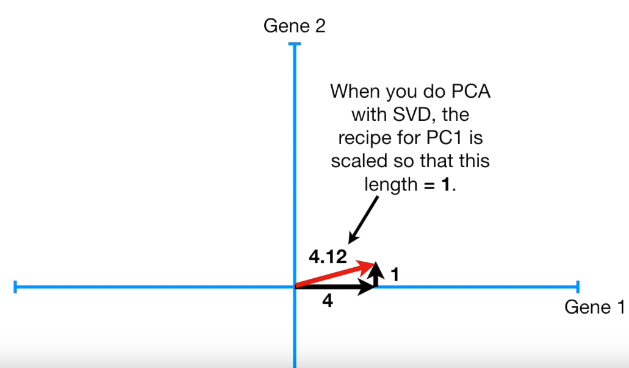 Gene 2
When you do PCA
with SVD, the
recipe for PC1 is
scaled so that this
length = 1.
4.12
1
4
Gene 1